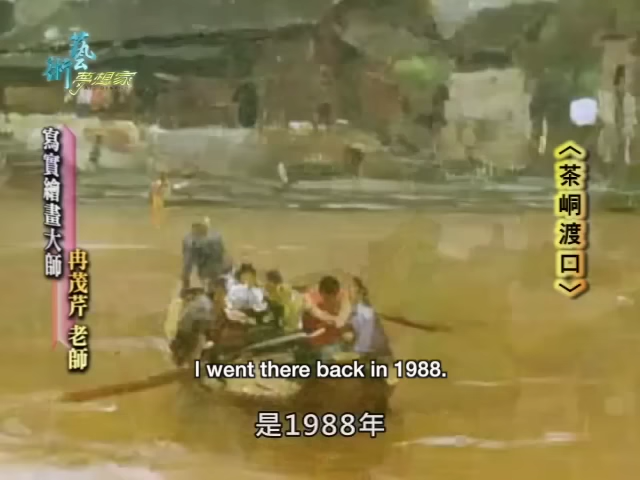 藝術
夢想家
寫實繪畫大師
冉茂芹 老師
《茶峒渡口》
I went there back in 1988.
是1988年